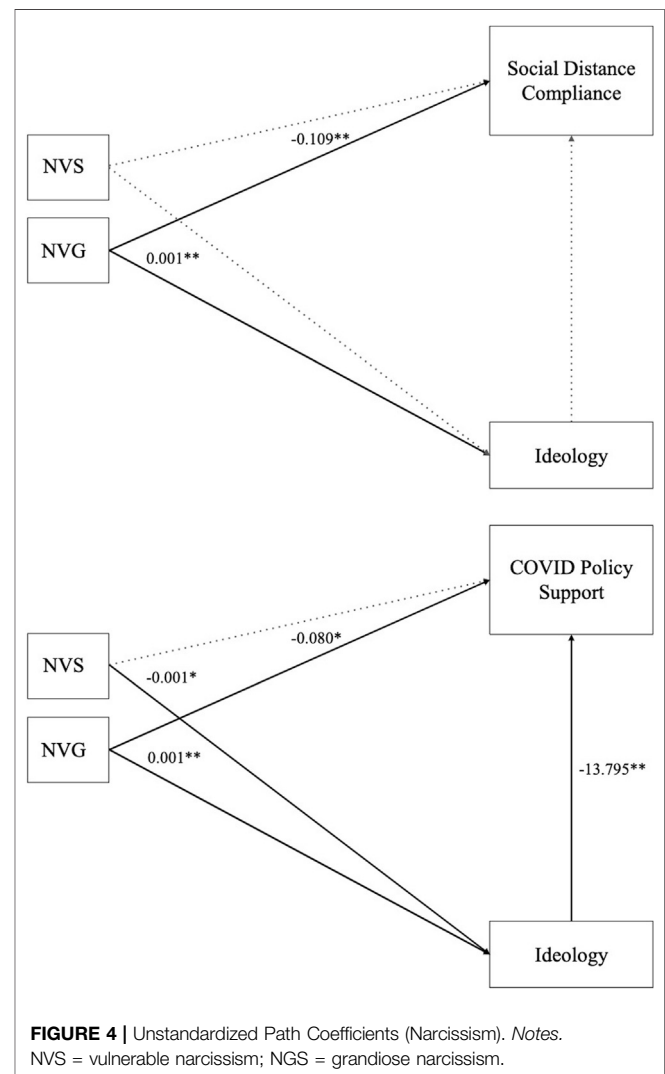 Social Distance
Compliance
-0.109**
NVS
NVG
0.001**
Ideology
COVID Policy
Support
-0.080*
NVS
-0.001*
NVG
0.001**
-13.795**
Ideology
FIGURE 4 | Unstandardized Path Coefficients (Narcissism). Notes.
NVS = vulnerable narcissism; NGS = grandiose narcissism.